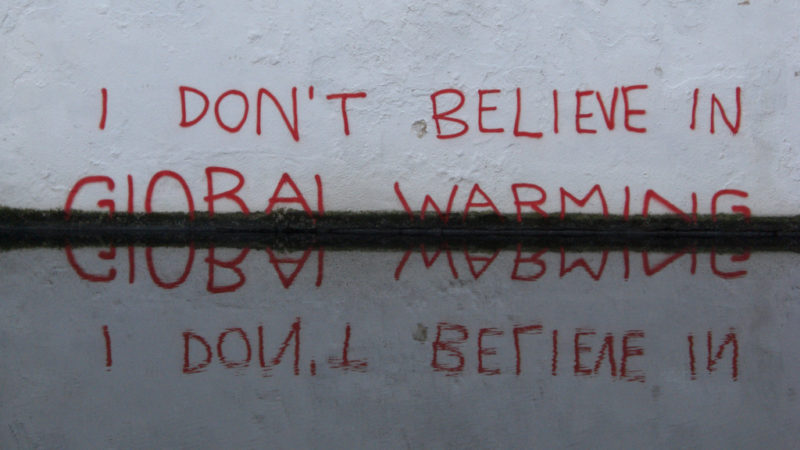 I DON'T BELIEVE IN
GLOBAL WARMING